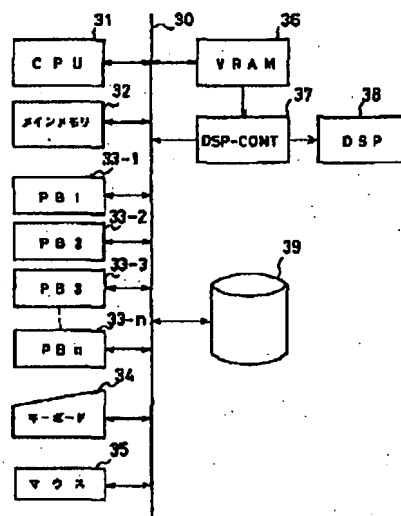 31
30
36
CPU
VRAM
32
37
38
メインメモリ
DSP-CONT
DSP
33-1
PB1
33-2
PB2
33-3
39
PB3
33-n
PBn
34
キーボード
35
マウス